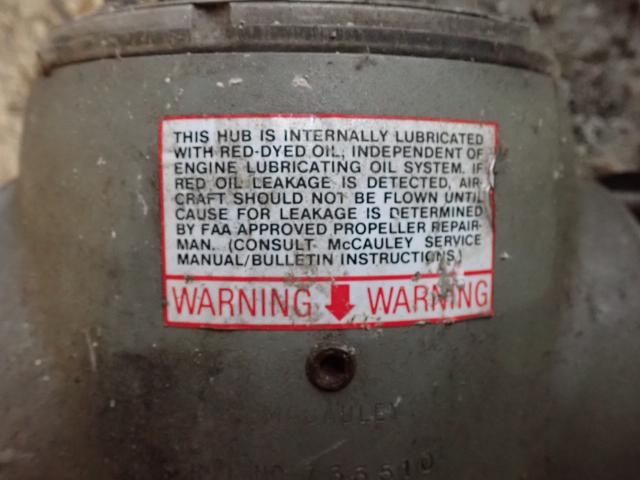 THIS HUB IS INTERNALLY LUBRICATED
WITH RED-DYED OIL, INDEPENDENT OF
ENGINE LUBRICATING OIL SYSTEM. IF
RED OIL LEAKAGE IS DETECTED, AIR-
CRAFT SHOULD NOT BE FLOWN UNTIL
CAUSE FOR LEAKAGE IS DETERMINED
BY FAA APPROVED PROPELLER REPAIR-
MAN. (CONSULT McCAULEY SERVICE
MANUAL/BULLETIN INSTRUCTIONS)
WARNING WARNING
McCAULEY
NO